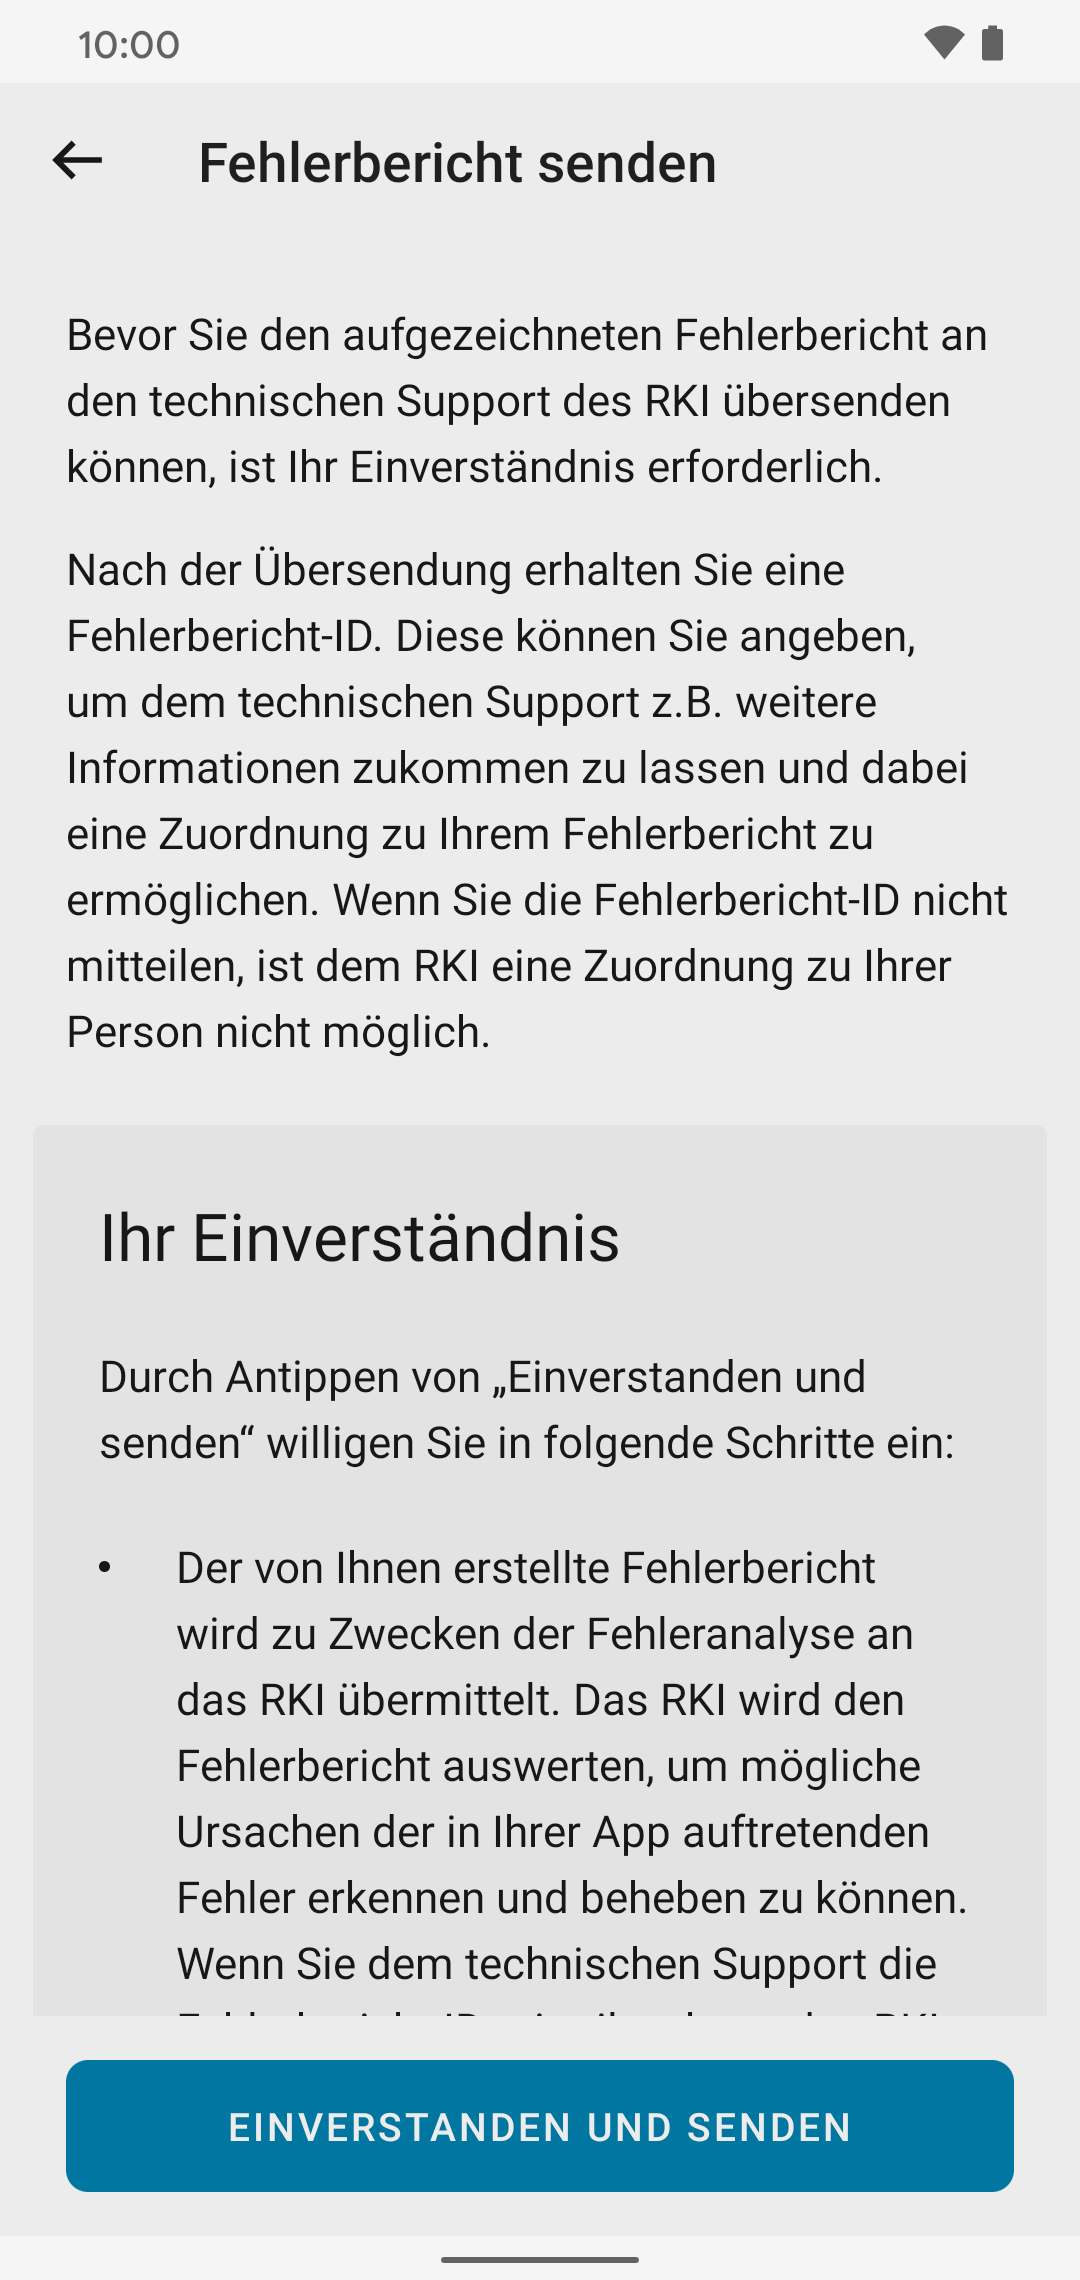 10:00
Fehlerbericht senden
Bevor Sie den aufgezeichneten Fehlerbericht an
den technischen Support des RKI übersenden
können, ist Ihr Einverständnis erforderlich.
Nach der Übersendung erhalten Sie eine
Fehlerbericht-ID. Diese können Sie angeben,
um dem technischen Support z.B. weitere
Informationen zukommen zu lassen und dabei
eine Zuordnung zu Ihrem Fehlerbericht zu
ermöglichen. Wenn Sie die Fehlerbericht-ID nicht
mitteilen, ist dem RKI eine Zuordnung zu Ihrer
Person nicht möglich.
Ihr Einverständnis
Durch Antippen von „Einverstanden und
senden“ willigen Sie in folgende Schritte ein:
• Der von Ihnen erstellte Fehlerbericht
wird zu Zwecken der Fehleranalyse an
das RKI übermittelt. Das RKI wird den
Fehlerbericht auswerten, um mögliche
Ursachen der in Ihrer App auftretenden
Fehler erkennen und beheben zu können.
Wenn Sie dem technischen Support die
EINVERSTANDEN UND SENDEN